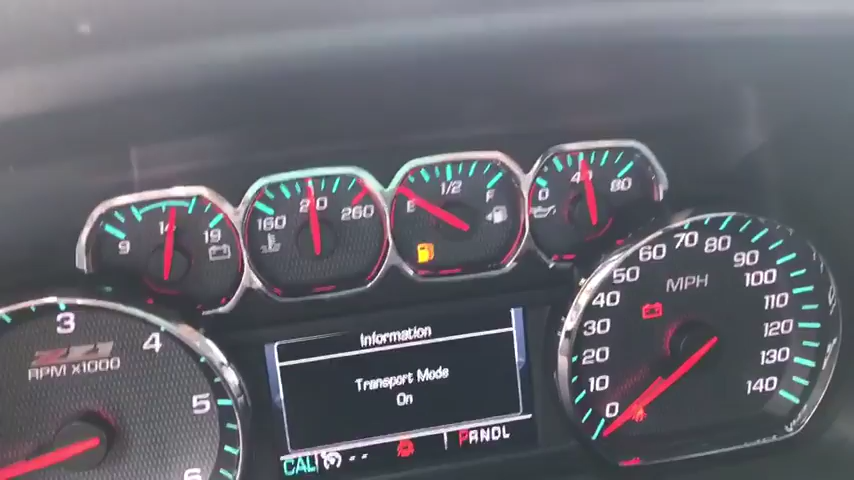 9 14 19
160 210 260
E 1/2 F
0 40 80
3 4 5 6
Z71
RPM X1000
Information
Transport Mode
On
CAL -- PRNDL
0 10 20 30 40 50 60 70 80 90 100 110 120 130 140
MPH